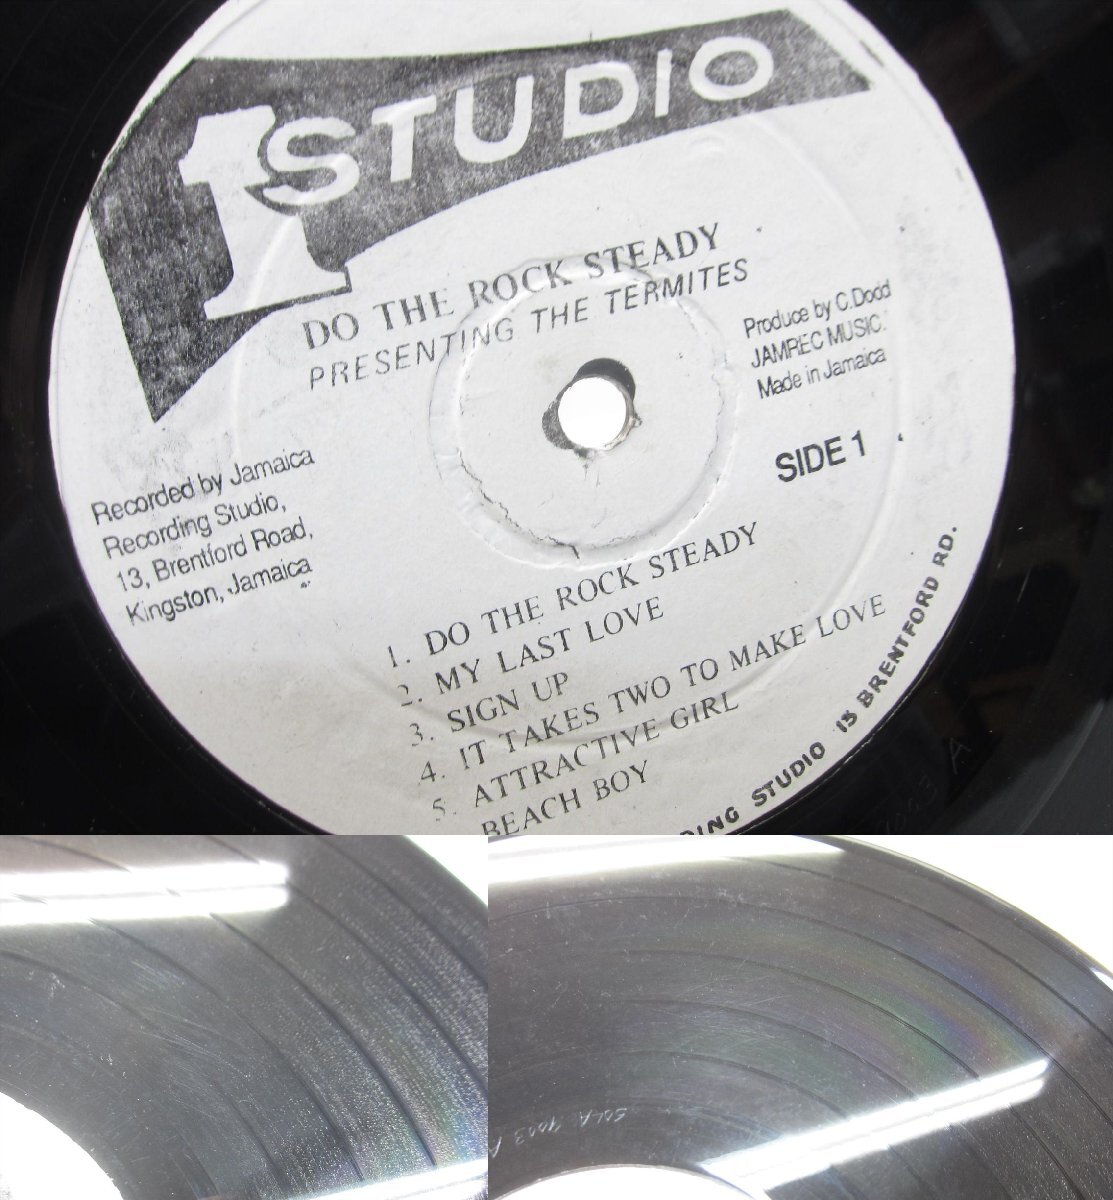 1 STUDIO
DO THE ROCK STEADY
PRESENTING THE TERMITES
Produce by C. Dodd
JAMREC MUSIC.
Made in Jamaica
SIDE 1
Recorded by Jamaica
Recording Studio,
13, Brentford Road,
Kingston, Jamaica
1. DO THE ROCK STEADY
2. MY LAST LOVE
3. SIGN UP
4. IT TAKES TWO TO MAKE LOVE
5. ATTRACTIVE GIRL
BEACH BOY
DING STUDIO 13 BRENTFORD RD.
SOLA 9003 A